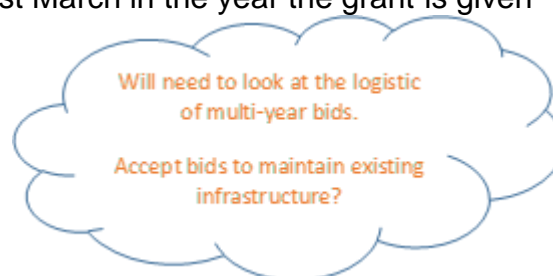 st March in the year the grant is given
Will need to look at the logistic
of multi-year bids.
Accept bids to maintain existing
infrastructure?